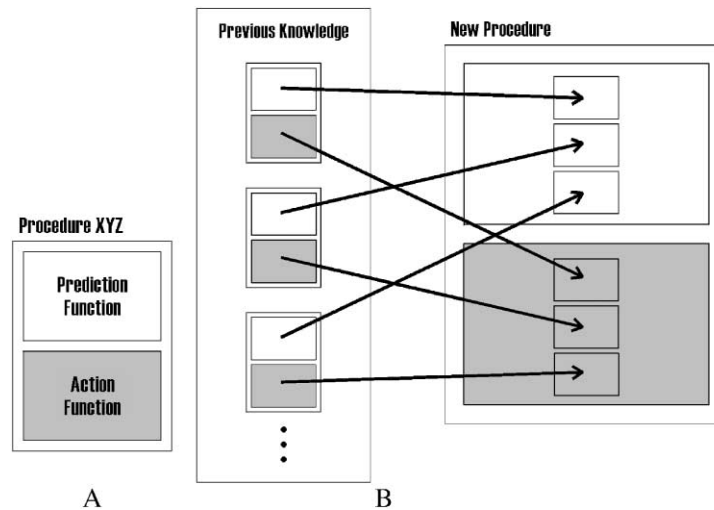 Previous Knowledge
New Procedure
Procedure XYZ
Prediction
Function
Action
Function
A
B